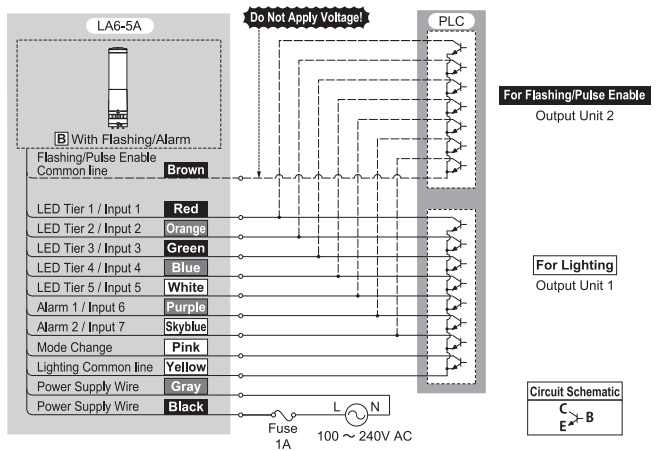 LA6-5A
Do Not Apply Voltage!
PLC
B With Flashing/Alarm
Flashing/Pulse Enable
Common line Brown
For Flashing/Pulse Enable
Output Unit 2
LED Tier 1 / Input 1 Red
LED Tier 2 / Input 2 Orange
LED Tier 3 / Input 3 Green
LED Tier 4 / Input 4 Blue
LED Tier 5 / Input 5 White
Alarm 1 / Input 6 Purple
Alarm 2 / Input 7 Skyblue
Mode Change Pink
Lighting Common line Yellow
Power Supply Wire Gray
Power Supply Wire Black
For Lighting
Output Unit 1
L N
Fuse
1A
100 ~ 240V AC
Circuit Schematic
C
B
E